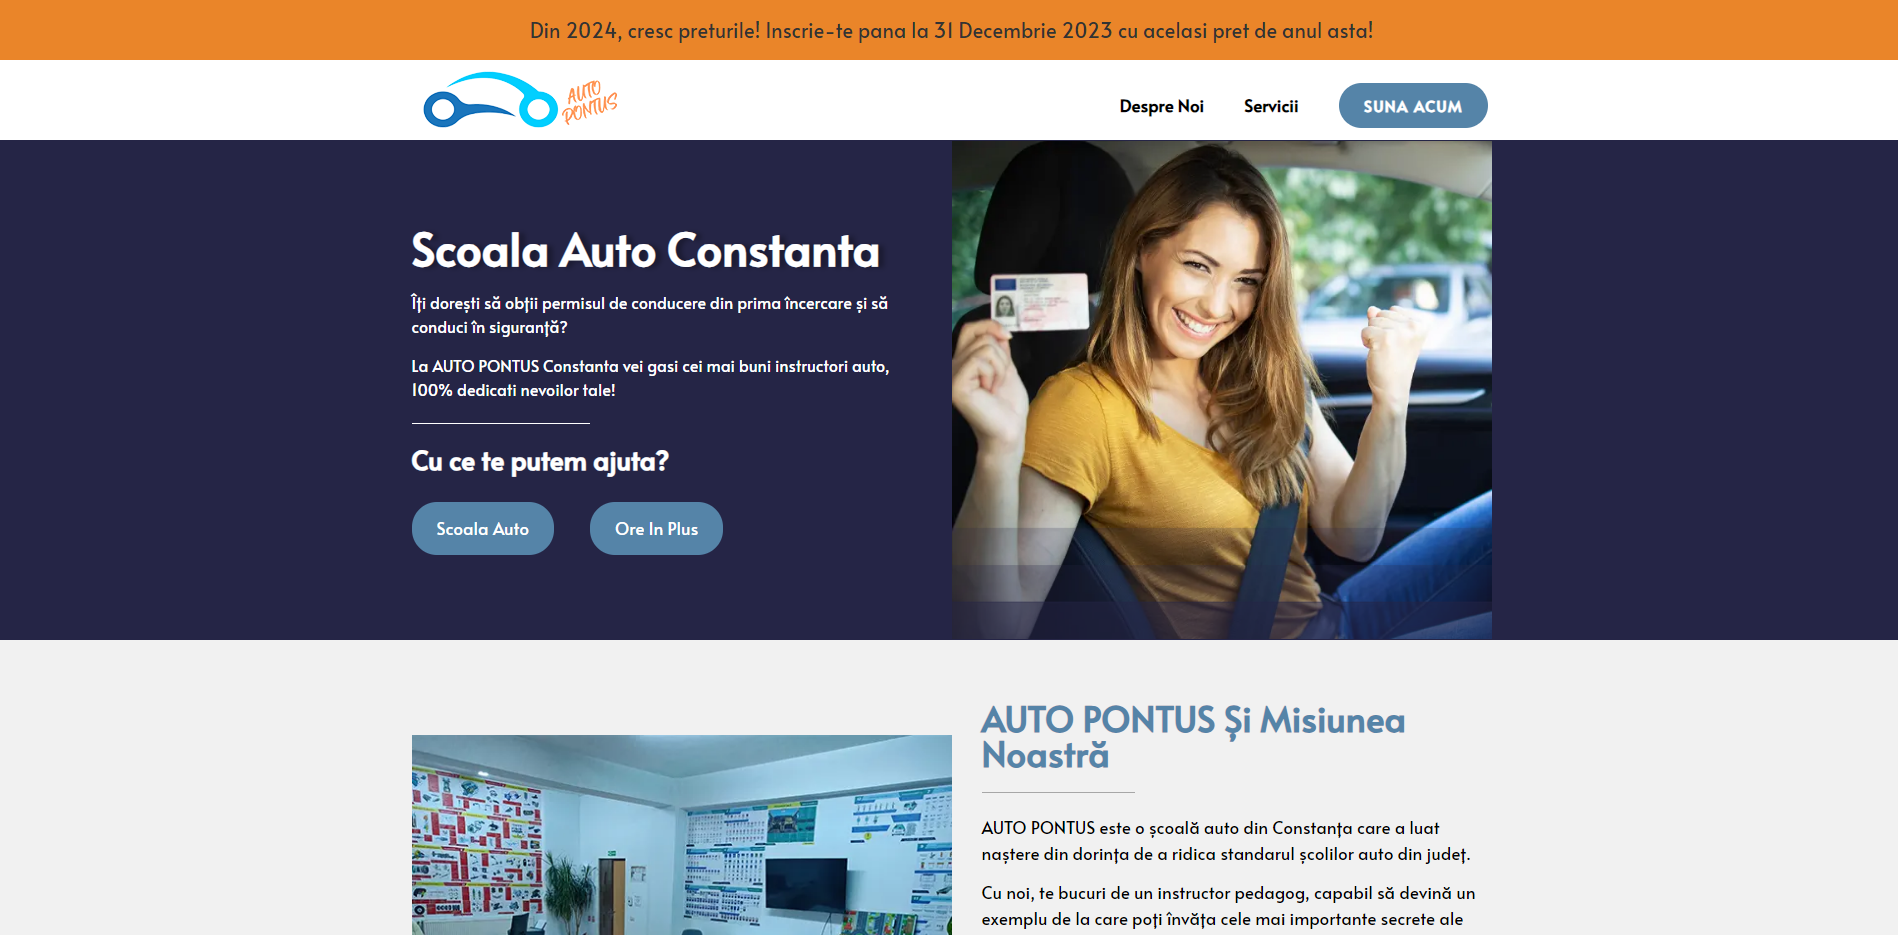 Din 2024, cresc preturile! Inscrie-te pana la 31 Decembrie 2023 cu acelasi pret de anul asta!
AUTO
PONTUS
Despre Noi
Servicii
SUNA ACUM
Scoala Auto Constanta
Îți dorești să obții permisul de conducere din prima încercare și să
conduci în siguranță?
La AUTO PONTUS Constanta vei gasi cei mai buni instructori auto,
100% dedicati nevoilor tale!
Cu ce te putem ajuta?
Scoala Auto
Ore In Plus
AUTO PONTUS Și Misiunea
Noastră
AUTO PONTUS este o școală auto din Constanța care a luat
naștere din dorința de a ridica standarul școlilor auto din județ.
Cu noi, te bucuri de un instructor pedagog, capabil să devină un
exemplu de la care poți învăța cele mai importante secrete ale